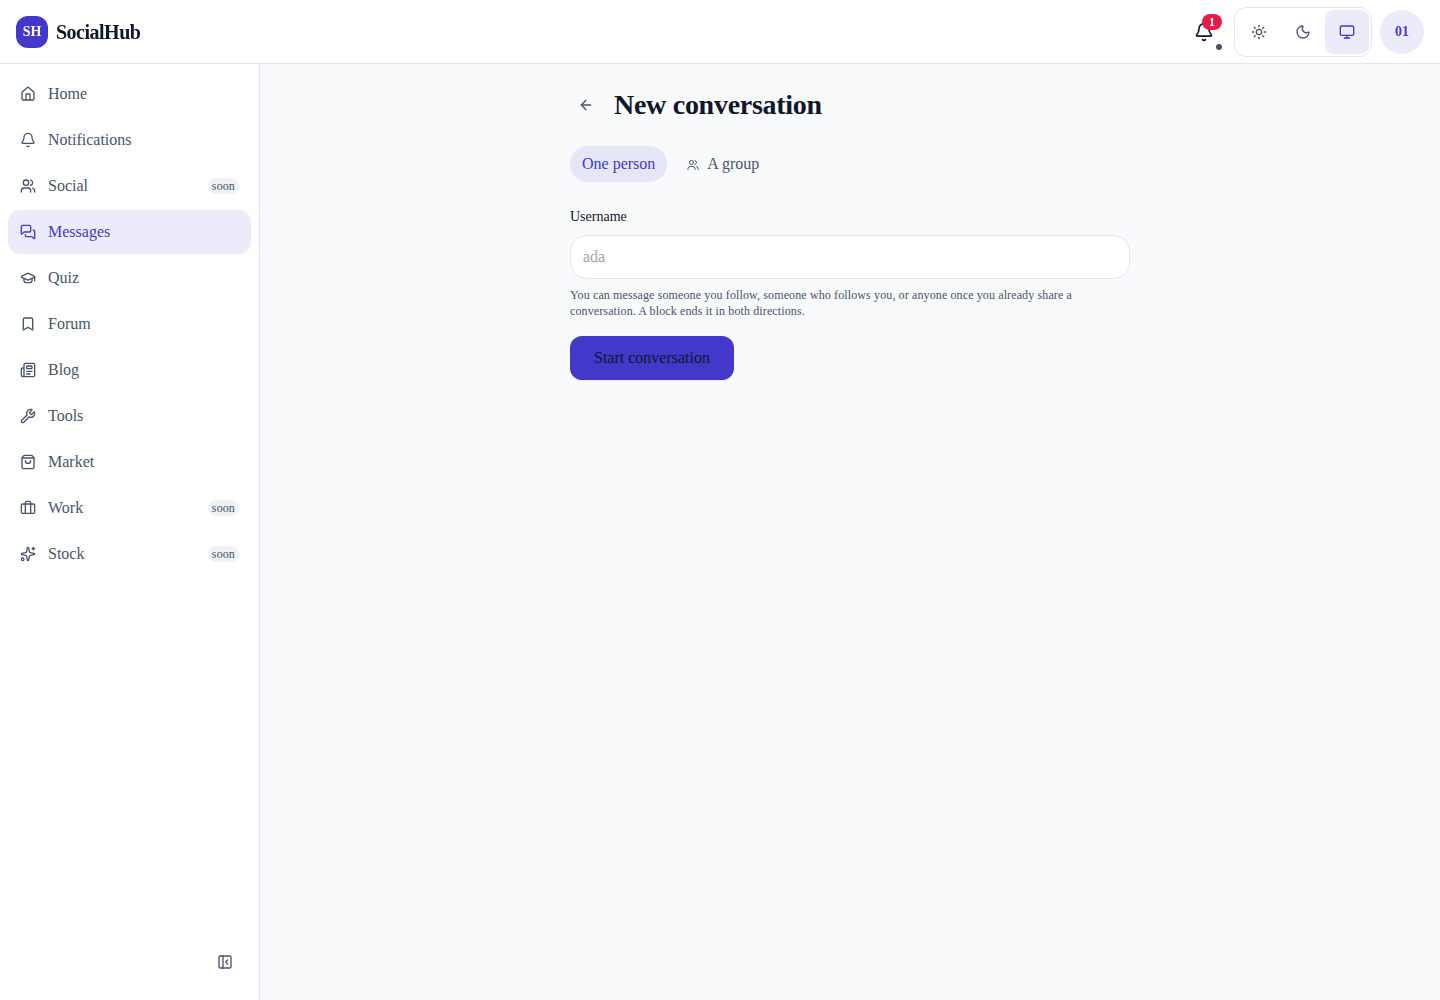 SH SocialHub
1
01
Home
Notifications
Social soon
Messages
Quiz
Forum
Blog
Tools
Market
Work soon
Stock soon
New conversation
One person A group
Username
ada
You can message someone you follow, someone who follows you, or anyone once you already share a
conversation. A block ends it in both directions.
Start conversation